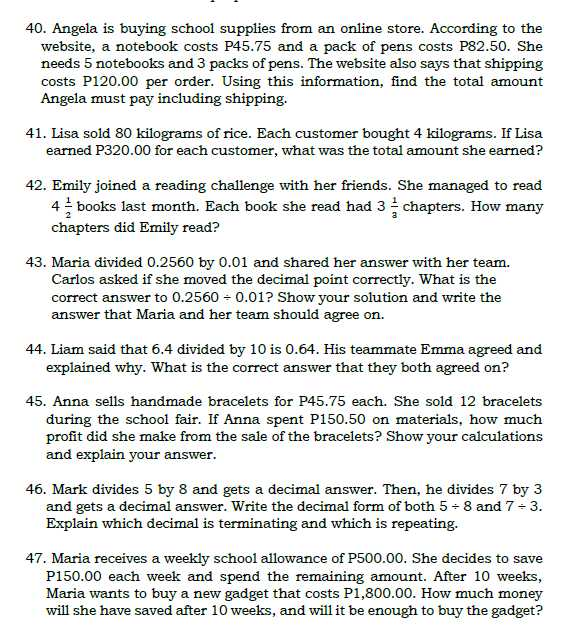 40. Angela is buying school supplies from an online store. According to the
website, a notebook costs P45.75 and a pack of pens costs P82.50. She
needs 5 notebooks and 3 packs of pens. The website also says that shipping
costs P120.00 per order. Using this information, find the total amount
Angela must pay including shipping.
41. Lisa sold 80 kilograms of rice. Each customer bought 4 kilograms. If Lisa
earned P320.00 for each customer, what was the total amount she earned?
42. Emily joined a reading challenge with her friends. She managed to read
4 1/2 books last month. Each book she read had 3 1/3 chapters. How many
chapters did Emily read?
43. Maria divided 0.2560 by 0.01 and shared her answer with her team.
Carlos asked if she moved the decimal point correctly. What is the
correct answer to 0.2560 ÷ 0.01? Show your solution and write the
answer that Maria and her team should agree on.
44. Liam said that 6.4 divided by 10 is 0.64. His teammate Emma agreed and
explained why. What is the correct answer that they both agreed on?
45. Anna sells handmade bracelets for P45.75 each. She sold 12 bracelets
during the school fair. If Anna spent P150.50 on materials, how much
profit did she make from the sale of the bracelets? Show your calculations
and explain your answer.
46. Mark divides 5 by 8 and gets a decimal answer. Then, he divides 7 by 3
and gets a decimal answer. Write the decimal form of both 5 ÷ 8 and 7 ÷ 3.
Explain which decimal is terminating and which is repeating.
47. Maria receives a weekly school allowance of P500.00. She decides to save
P150.00 each week and spend the remaining amount. After 10 weeks,
Maria wants to buy a new gadget that costs P1,800.00. How much money
will she have saved after 10 weeks, and will it be enough to buy the gadget?